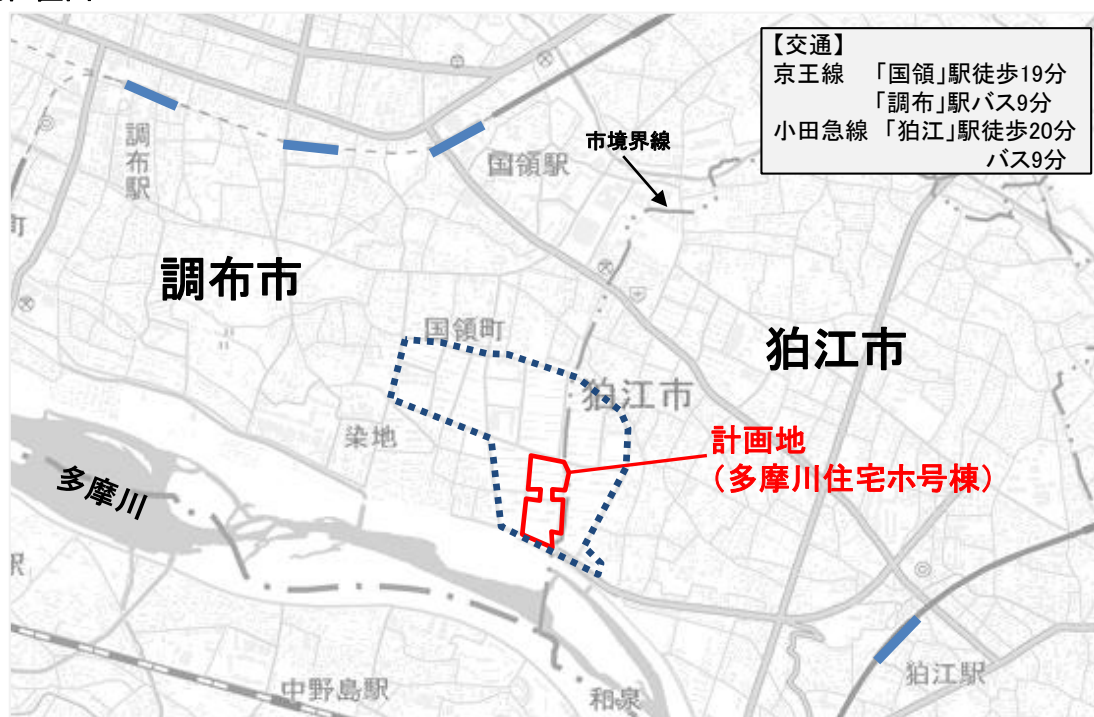 【交通】
京王線 「国領」駅徒歩19分
「調布」駅バス9分
小田急線 「狛江」駅徒歩20分
バス9分
市境界線
調布駅
国領駅
調布市
狛江市
国領町
狛江市
染地
計画地
（多摩川住宅ホ号棟）
多摩川
町
駅
中野島駅
和泉
狛江駅